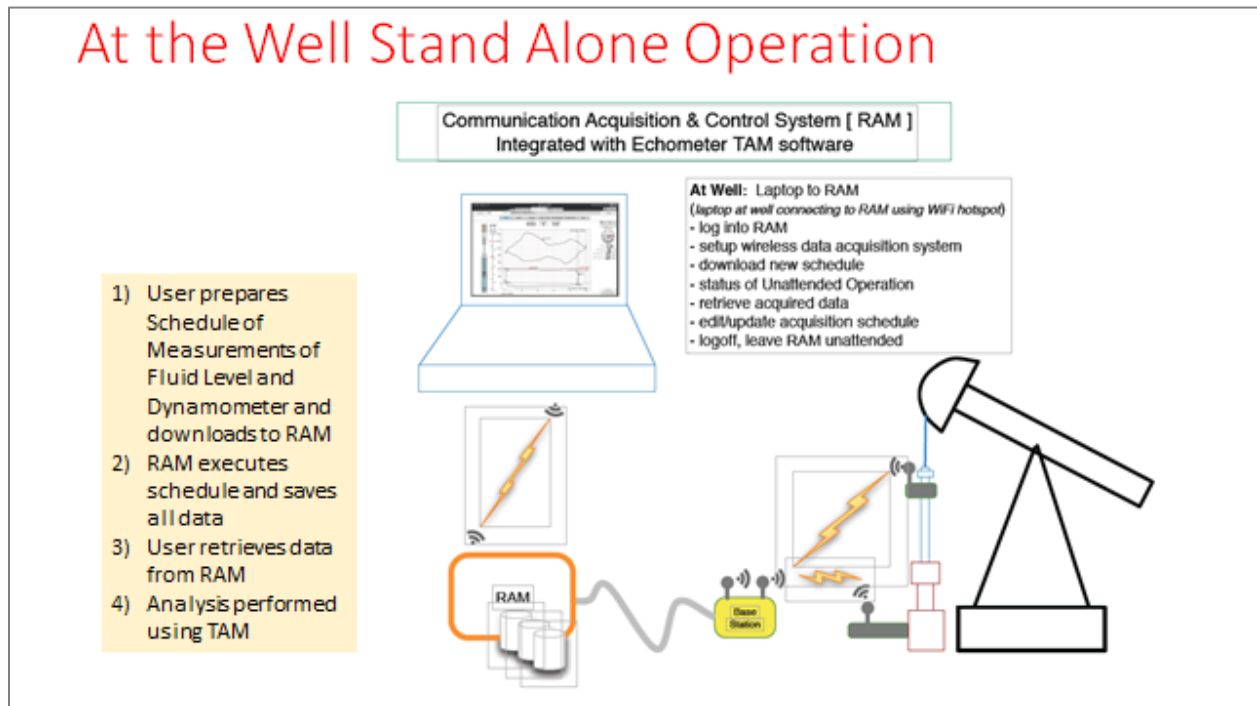 At the Well Stand Alone Operation
Communication Acquisition & Control System [ RAM ]
Integrated with Echometer TAM software
At Well: Laptop to RAM
(laptop at well connecting to RAM using WiFi hotspot)
- log into RAM
- setup wireless data acquisition system
- download new schedule
- status of Unattended Operation
- retrieve acquired data
- edit/update acquisition schedule
- logoff, leave RAM unattended
1) User prepares
Schedule of
Measurements of
Fluid Level and
Dynamometer and
downloads to RAM
2) RAM executes
schedule and saves
all data
3) User retrieves data
from RAM
4) Analysis performed
using TAM
RAM
Base
Station